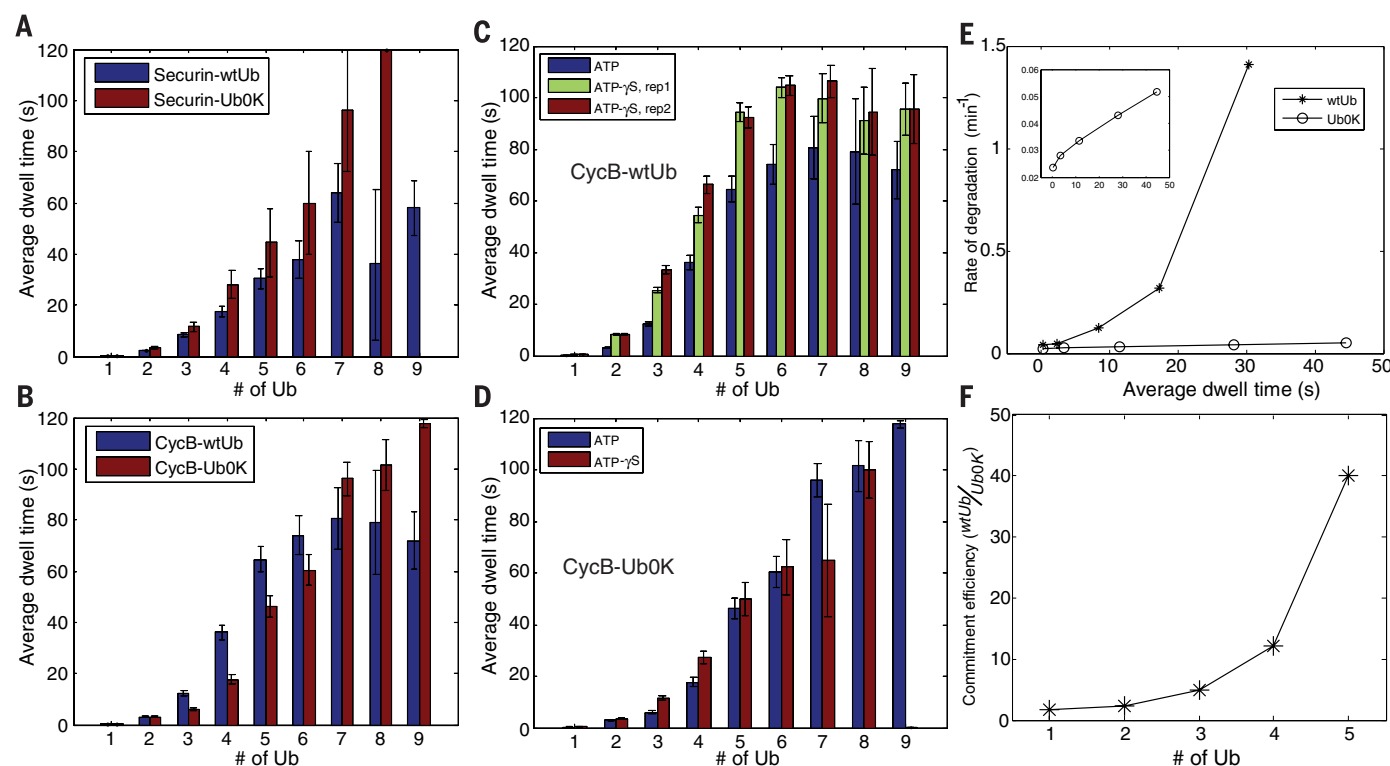 A
120
100
80
60
40
20
0
Average dwell time (s)
Securin-wtUb
Securin-Ub0K
1 2 3 4 5 6 7 8 9
# of Ub
B
120
100
80
60
40
20
0
Average dwell time (s)
CycB-wtUb
CycB-Ub0K
1 2 3 4 5 6 7 8 9
# of Ub
C
120
100
80
60
40
20
0
Average dwell time (s)
ATP
ATP-γS, rep1
ATP-γS, rep2
CycB-wtUb
1 2 3 4 5 6 7 8 9
# of Ub
D
120
100
80
60
40
20
0
Average dwell time (s)
ATP
ATP-γS
CycB-Ub0K
1 2 3 4 5 6 7 8 9
# of Ub
E
1.5
1
0.5
0
Rate of degradation (min-1)
0.06
0.05
0.04
0.03
0.02
0 10 20 30 40 50
wtUb
Ub0K
0 10 20 30 40 50
Average dwell time (s)
F
50
40
30
20
10
0
Commitment efficiency (wtUb/Ub0K)
1 2 3 4 5
# of Ub